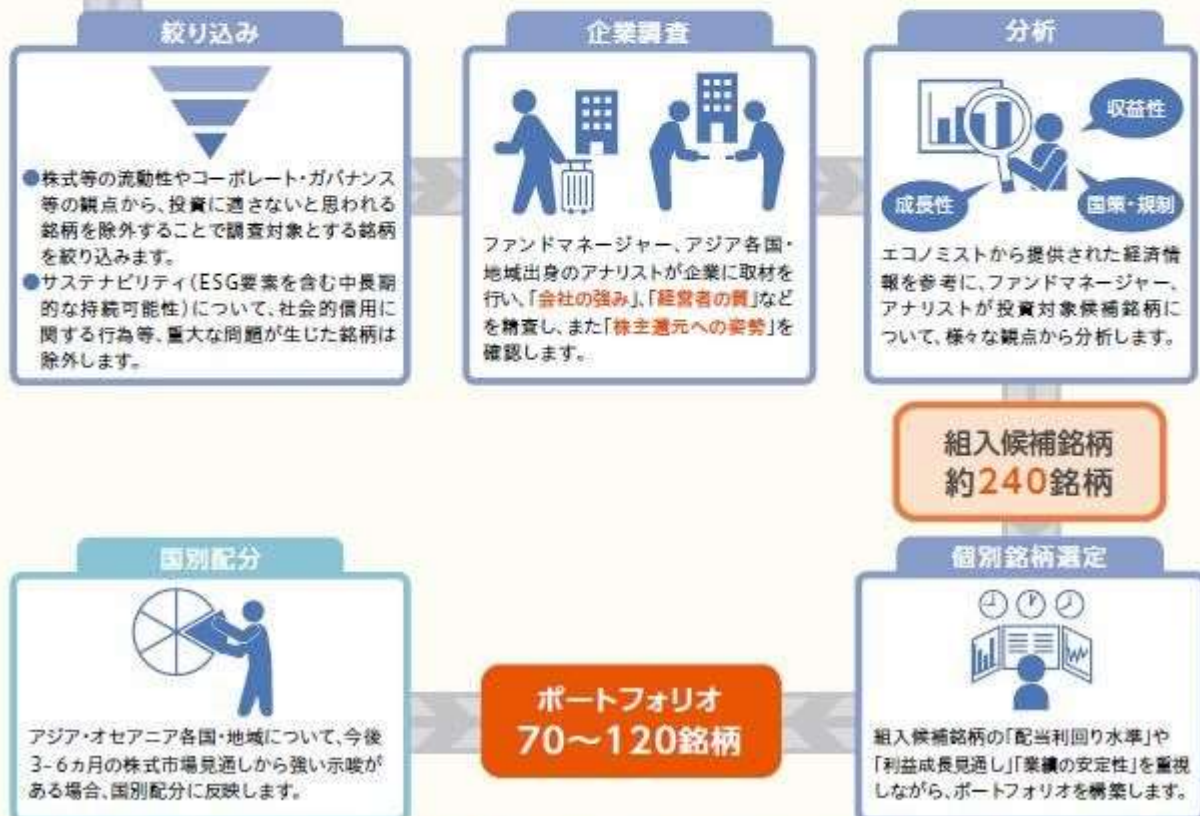 絞り込み
●株式等の流動性やコーポレート・ガバナンス
等の観点から、投資に適さないと思われる
銘柄を除外することで調査対象とする銘柄
を絞り込みます。
●サステナビリティ(ESG要素を含む中長期
的な持続可能性)について、社会的信用に
関する行為等、重大な問題が生じた銘柄は
除外します。
企業調査
ファンドマネージャー、アジア各国・
地域出身のアナリストが企業に取材を
行い、「会社の強み」、「経営者の質」など
を精査し、また「株主還元への姿勢」を
確認します。
分析
収益性
成長性
国策・規制
エコノミストから提供された経済情
報を参考に、ファンドマネージャー、
アナリストが投資対象候補銘柄に
ついて、様々な観点から分析します。
組入候補銘柄
約240銘柄
個別銘柄選定
組入候補銘柄の「配当利回り水準」や
「利益成長見通し」「業績の安定性」を重視
しながら、ポートフォリオを構築します。
ポートフォリオ
70～120銘柄
国別配分
アジア・オセアニア各国・地域について、今後
3-6ヵ月の株式市場見通しから強い示唆が
ある場合、国別配分に反映します。